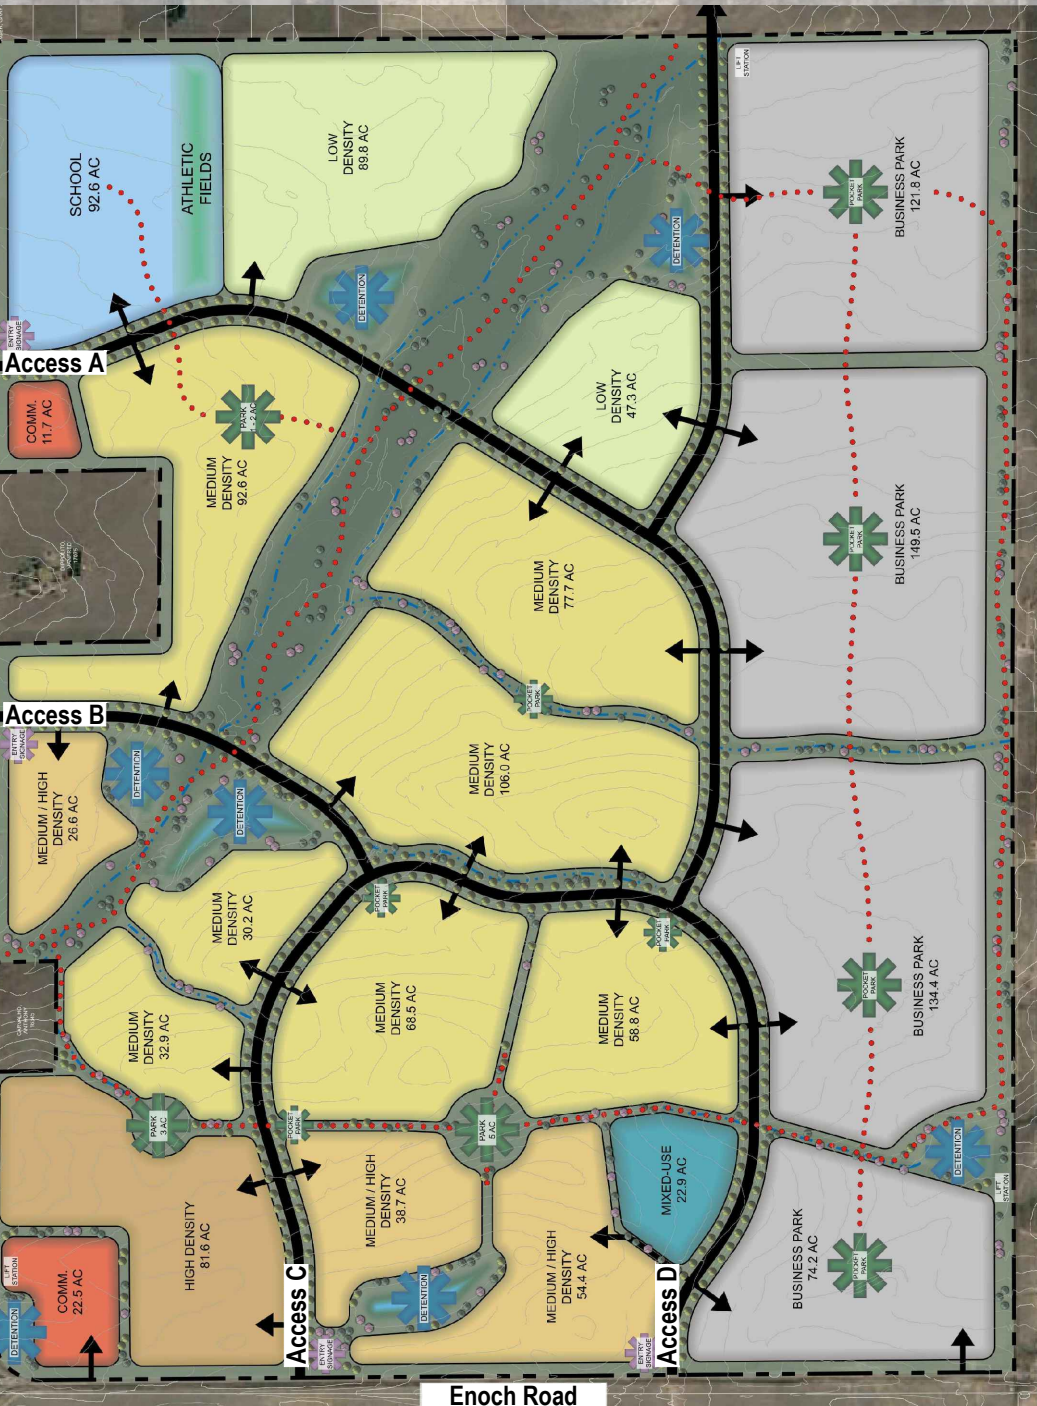 LIFT
STATION
SCHOOL
92.6 AC
ATHLETIC
FIELDS
LOW
DENSITY
89.8 AC
POCKET
PARK
BUSINESS PARK
121.8 AC
DETENTION
DETENTION
ENTRY
SIGNAGE
Access A
COMM.
11.7 AC
PARK
1 - 2 AC
MEDIUM
DENSITY
92.6 AC
LOW
DENSITY
47.3 AC
POCKET
PARK
BUSINESS PARK
149.5 AC
MEDIUM
DENSITY
77.7 AC
POCKET
PARK
Access B
ENTRY
SIGNAGE
DETENTION
DETENTION
MEDIUM
DENSITY
106.0 AC
MEDIUM / HIGH
DENSITY
26.6 AC
MEDIUM
DENSITY
30.2 AC
POCKET
PARK
POCKET
PARK
POCKET
PARK
BUSINESS PARK
134.4 AC
MEDIUM
DENSITY
32.9 AC
MEDIUM
DENSITY
68.5 AC
MEDIUM
DENSITY
58.8 AC
PARK
3 AC
POCKET
PARK
PARK
5 AC
DETENTION
LIFT
STATION
MIXED-USE
22.9 AC
HIGH DENSITY
81.6 AC
MEDIUM / HIGH
DENSITY
38.7 AC
MEDIUM / HIGH
DENSITY
54.4 AC
BUSINESS PARK
74.2 AC
POCKET
PARK
LIFT
STATION
DETENTION
COMM.
22.5 AC
DETENTION
Access C
ENTRY
SIGNAGE
ENTRY
SIGNAGE
Access D
Enoch Road